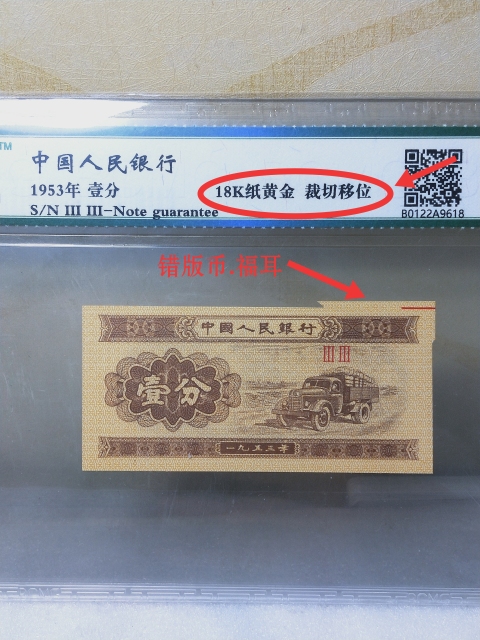 TM
中国人民银行
1953年 壹分
18K纸黄金 裁切移位
S/N III III-Note guarantee
B0122A9618
错版币.福耳
中国人民银行
III III
壹分
一九五三年